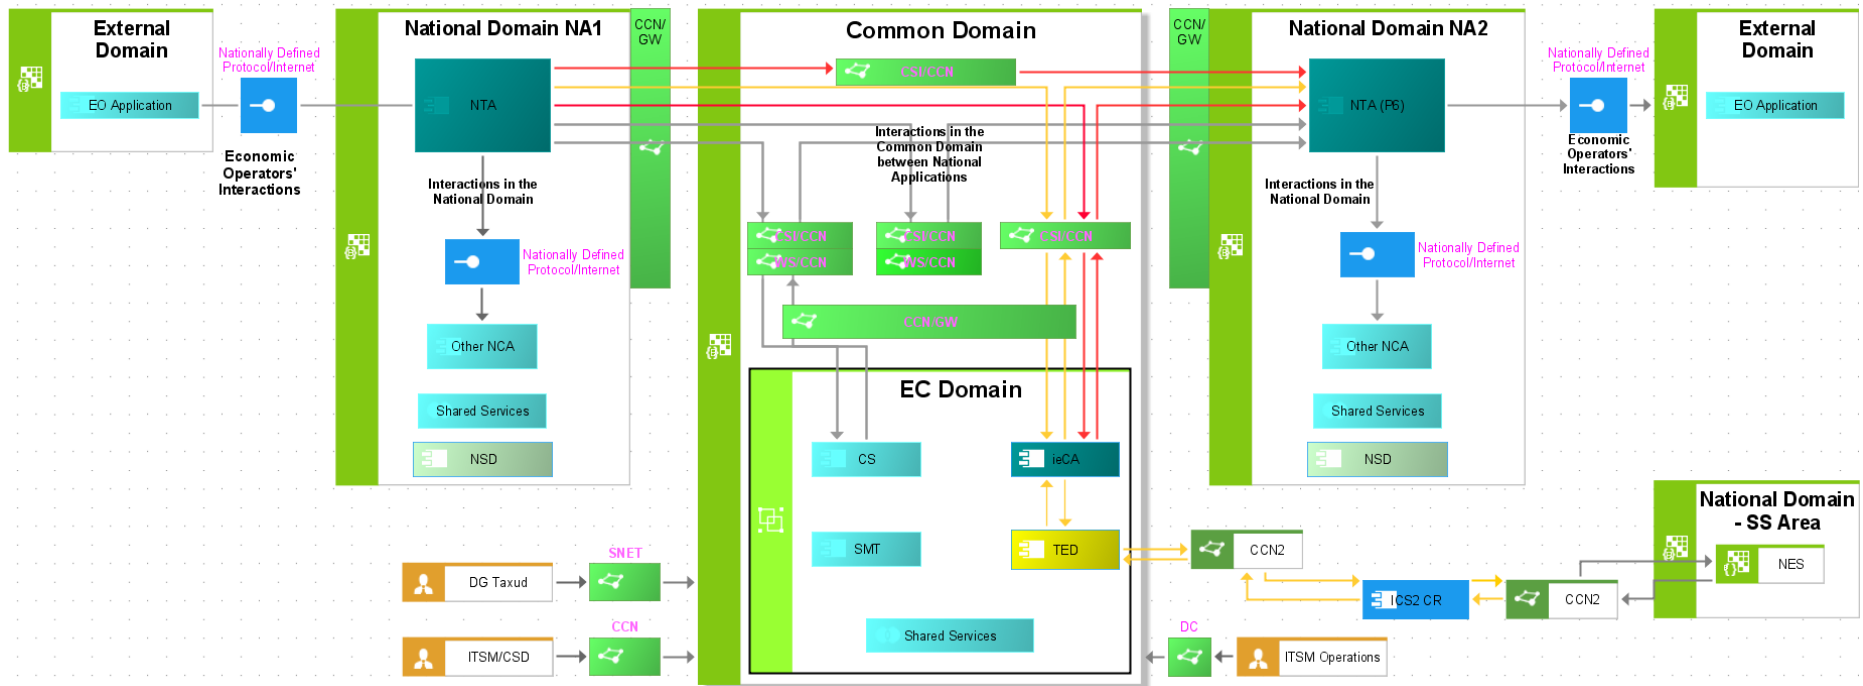 External
Domain
Nationally Defined
Protocol/Internet
EO Application
Economic
Operators'
Interactions
National Domain NA1
CCN/
GW
NTA
Interactions in the
National Domain
Nationally Defined
Protocol/Internet
Other NCA
Shared Services
NSD
Common Domain
CSI/CCN
Interactions in the
Common Domain
between National
Applications
CSI/CCN
WS/CCN
CSI/CCN
WS/CCN
CSI/CCN
CCN/GW
EC Domain
CS
ieCA
SMT
TED
Shared Services
CCN/
GW
National Domain NA2
NTA (P6)
Interactions in the
National Domain
Nationally Defined
Protocol/Internet
Other NCA
Shared Services
NSD
Nationally Defined
Protocol/Internet
Economic
Operators'
Interactions
External
Domain
EO Application
National Domain
- SS Area
NES
CCN2
ICS2 CR
CCN2
SNET
DG Taxud
CCN
ITSM/CSD
DC
ITSM Operations